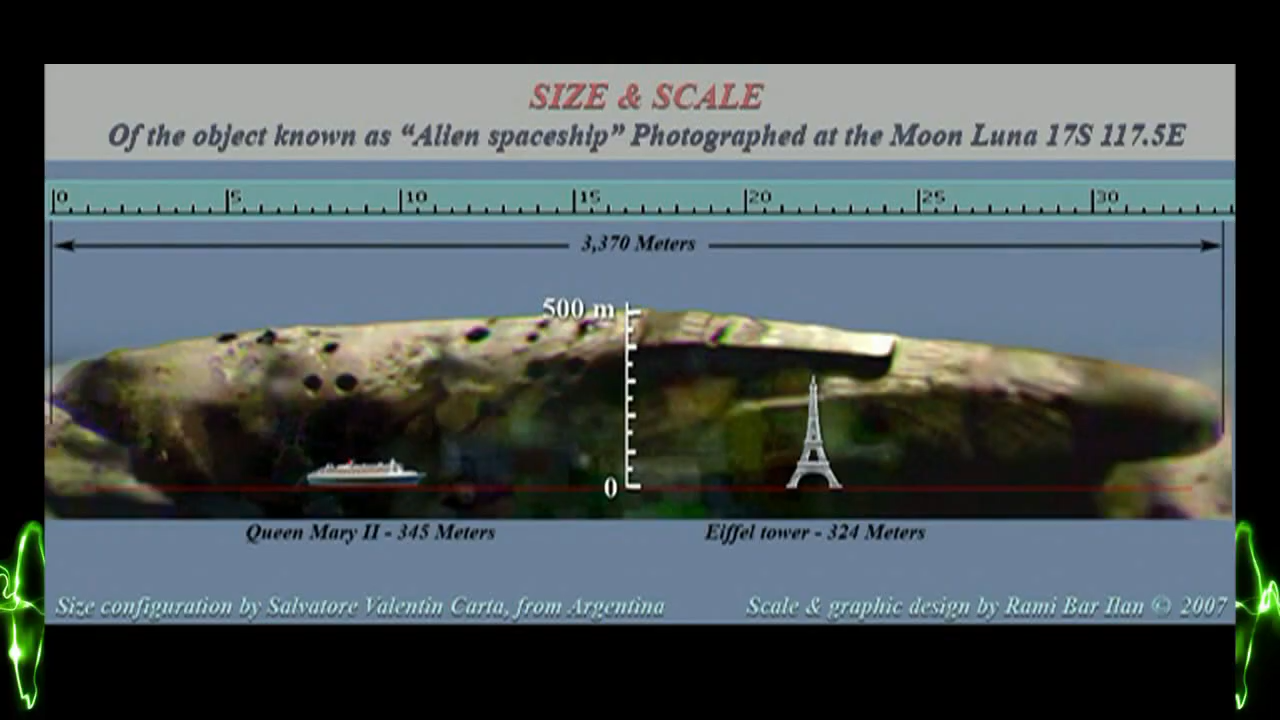 SIZE & SCALE
Of the object known as “Alien spaceship” Photographed at the Moon Luna 17S 117.5E
0 5 10 15 20 25 30
3,370 Meters
500 m
0
Queen Mary II - 345 Meters
Eiffel tower - 324 Meters
Size configuration by Salvatore Valentin Carta, from Argentina
Scale & graphic design by Rami Bar Ilan © 2007